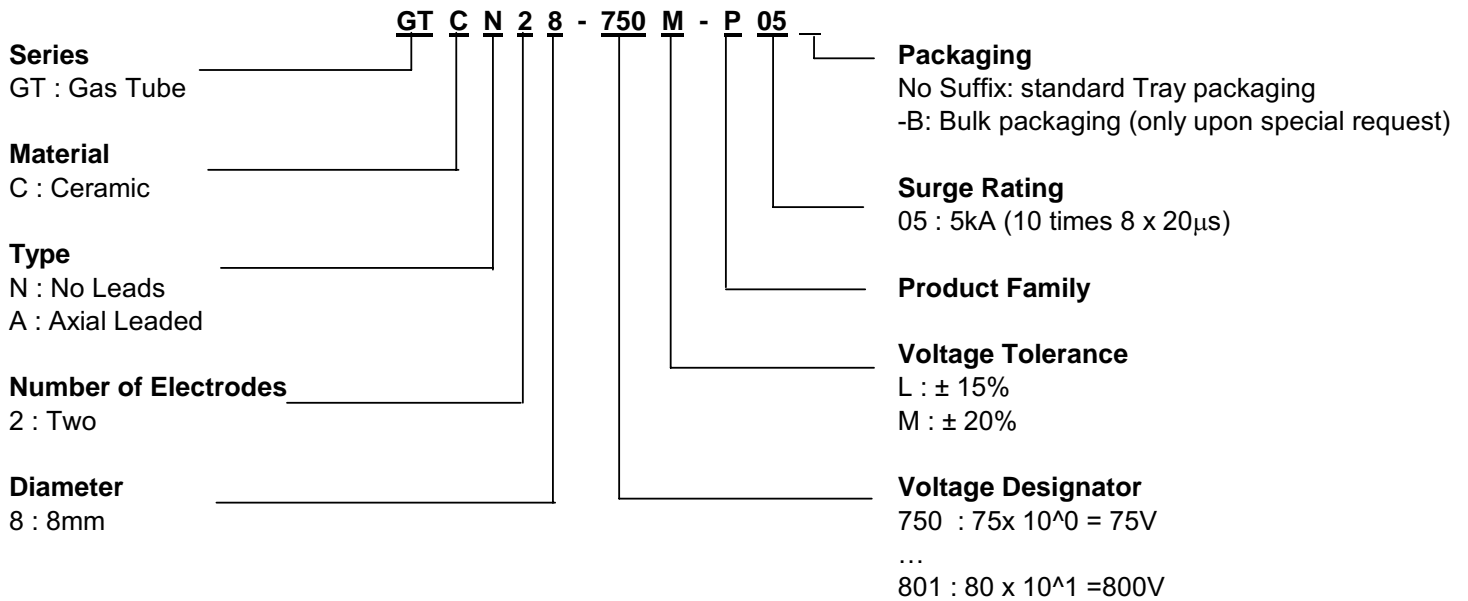 GT C N 2 8 - 750 M - P 05 _
Series
GT : Gas Tube
Material
C : Ceramic
Type
N : No Leads
A : Axial Leaded
Number of Electrodes
2 : Two
Diameter
8 : 8mm
Packaging
No Suffix: standard Tray packaging
-B: Bulk packaging (only upon special request)
Surge Rating
05 : 5kA (10 times 8 x 20μs)
Product Family
Voltage Tolerance
L : ± 15%
M : ± 20%
Voltage Designator
750 : 75x 10^0 = 75V
…
801 : 80 x 10^1 =800V